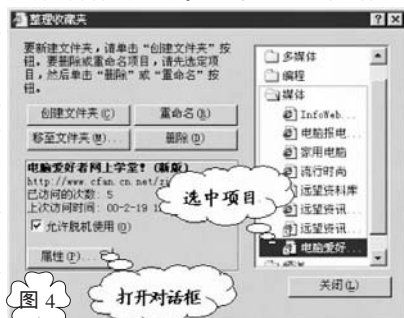 整理收藏夹
要新建文件夹，请单击“创建文件夹”按
钮。要删除或重命名项目，请先选定项
目，然后单击“删除”或“重命名”按
钮。
创建文件夹(C)
重命名(R)
移至文件夹(M)...
删除(D)
电脑爱好者网上学堂! (新版)
http://www.cfan.cn.net/zi
已访问的次数: 5
上次访问时间: 00-2-19 1
允许脱机使用(O)
属性(P)...
多媒体
编程
媒体
InfoWeb...
电脑报电...
家用电脑
流行时尚
远望资料库
远望资讯...
远望资讯...
电脑爱好...
关闭(L)
选中项目
打开对话框
图 4